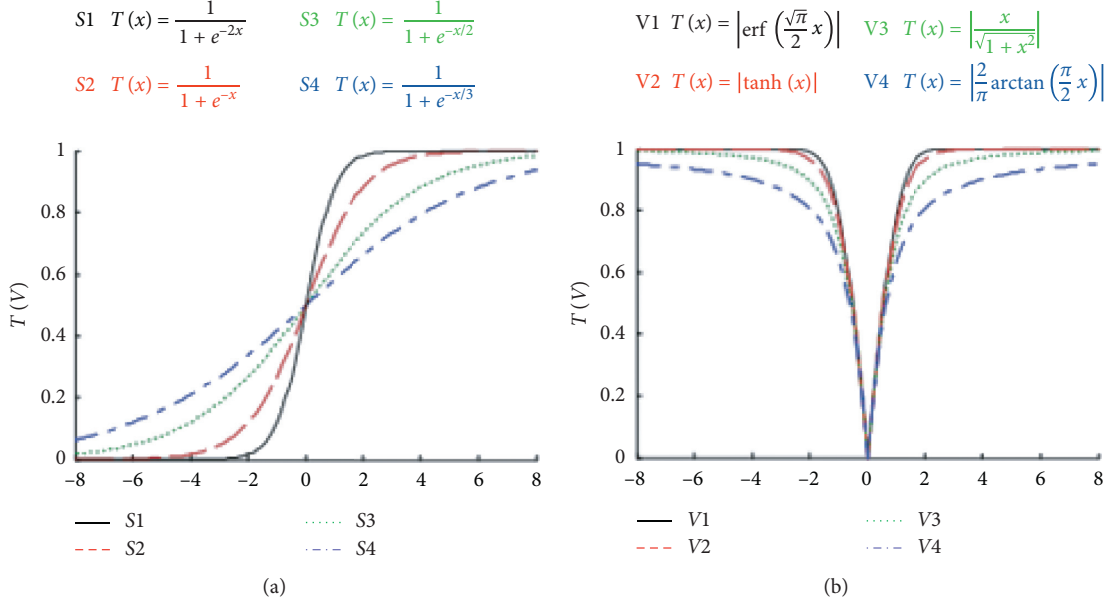 S1 T(x) = 1/(1 + e^{-2x})
S3 T(x) = 1/(1 + e^{-x/2})
S2 T(x) = 1/(1 + e^{-x})
S4 T(x) = 1/(1 + e^{-x/3})
1
0.8
0.6
0.4
0.2
0
T (V)
–8 –6 –4 –2 0 2 4 6 8
S1 S3
S2 S4
(a)
V1 T(x) = |erf (√π/2 x)|
V3 T(x) = |x/√(1 + x²)|
V2 T(x) = |tanh (x)|
V4 T(x) = |2/π arctan (π/2 x)|
1
0.8
0.6
0.4
0.2
0
T (V)
–8 –6 –4 –2 0 2 4 6 8
V1 V3
V2 V4
(b)